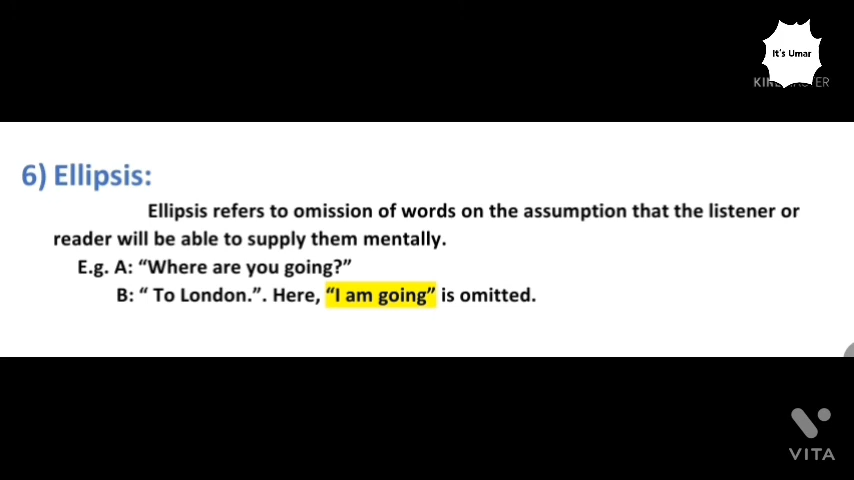 It's Umar
KINEMASTER
6) Ellipsis:
Ellipsis refers to omission of words on the assumption that the listener or
reader will be able to supply them mentally.
E.g. A: “Where are you going?”
B: “ To London.”. Here, “I am going” is omitted.
VITA